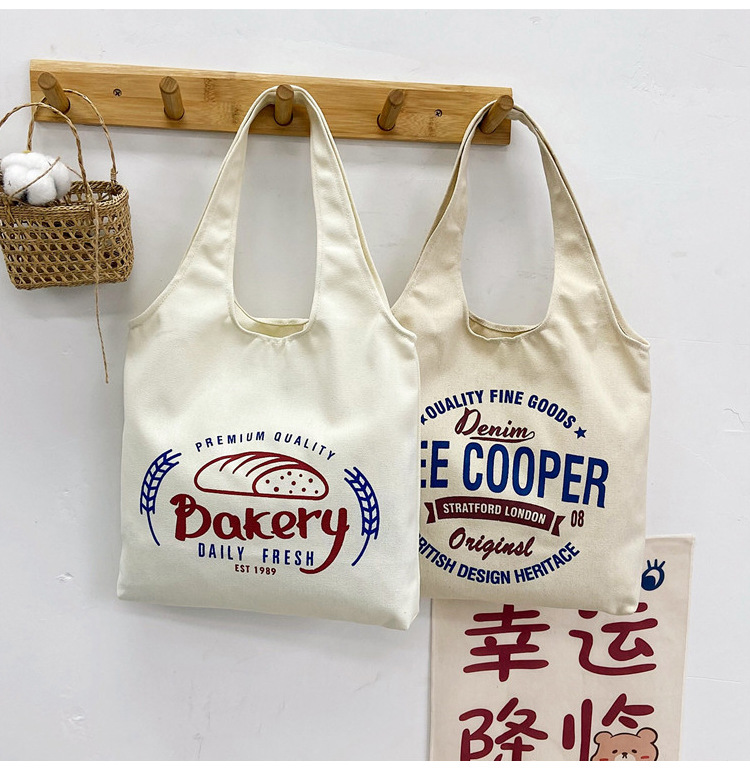 PREMIUM QUALITY
Bakery
DAILY FRESH
EST 1989
QUALITY FINE GOODS
Denim
EE COOPER
STRATFORD LONDON
08
Originsl
RITISH DESIGN HERITACE
幸运
降临